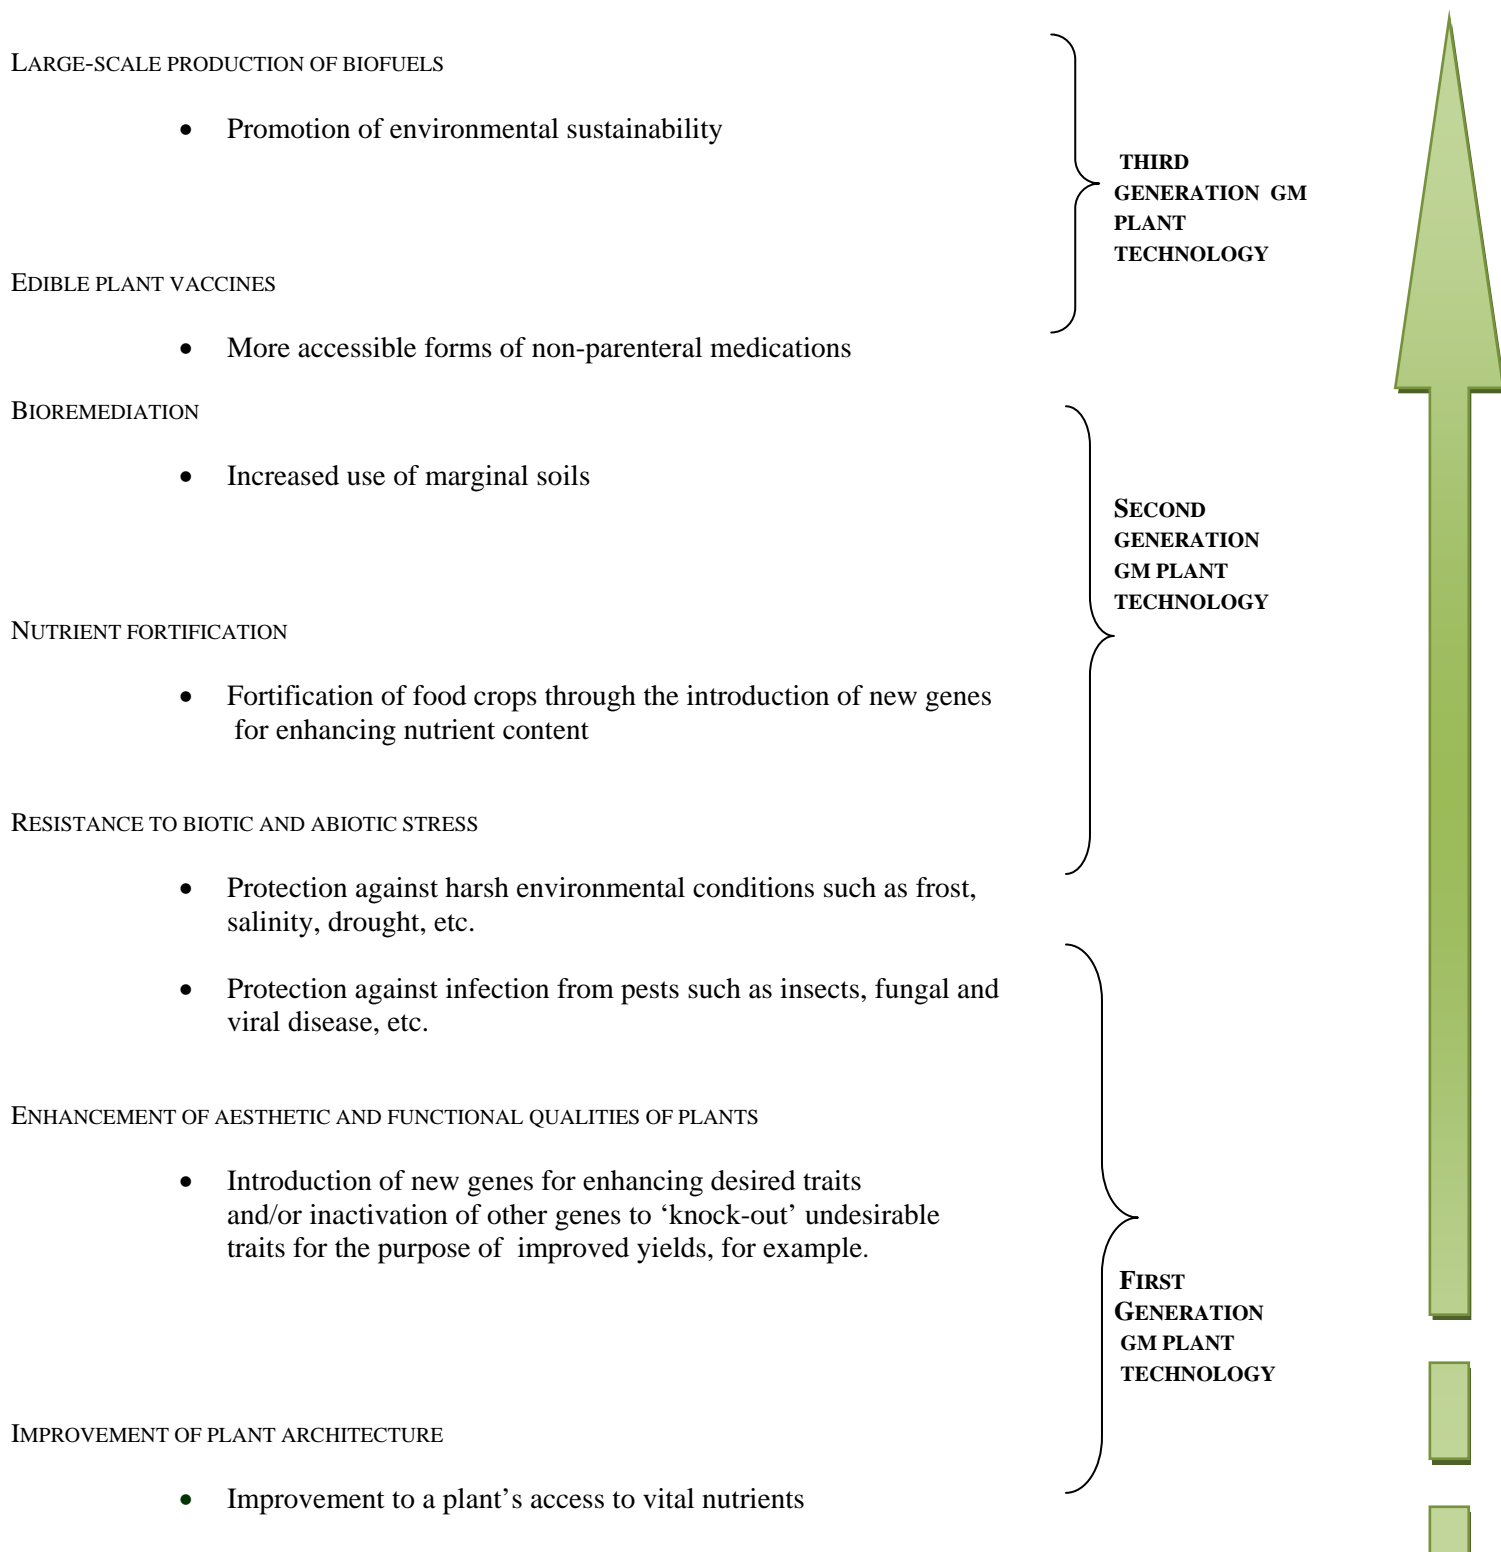 LARGE-SCALE PRODUCTION OF BIOFUELS
• Promotion of environmental sustainability
THIRD
GENERATION GM
PLANT
TECHNOLOGY
EDIBLE PLANT VACCINES
• More accessible forms of non-parenteral medications
BIOREMEDIATION
• Increased use of marginal soils
SECOND
GENERATION
GM PLANT
TECHNOLOGY
NUTRIENT FORTIFICATION
• Fortification of food crops through the introduction of new genes
for enhancing nutrient content
RESISTANCE TO BIOTIC AND ABIOTIC STRESS
• Protection against harsh environmental conditions such as frost,
salinity, drought, etc.
• Protection against infection from pests such as insects, fungal and
viral disease, etc.
ENHANCEMENT OF AESTHETIC AND FUNCTIONAL QUALITIES OF PLANTS
• Introduction of new genes for enhancing desired traits
and/or inactivation of other genes to ‘knock-out’ undesirable
traits for the purpose of improved yields, for example.
FIRST
GENERATION
GM PLANT
TECHNOLOGY
IMPROVEMENT OF PLANT ARCHITECTURE
• Improvement to a plant’s access to vital nutrients